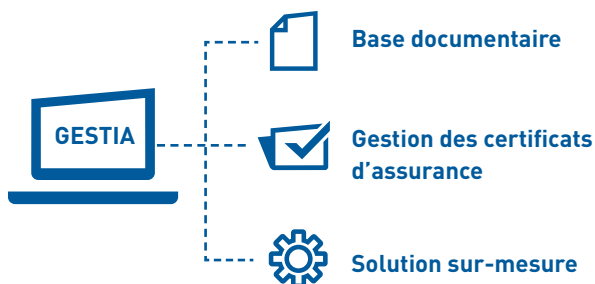 GESTIA
Base documentaire
Gestion des certificats
d'assurance
Solution sur-mesure